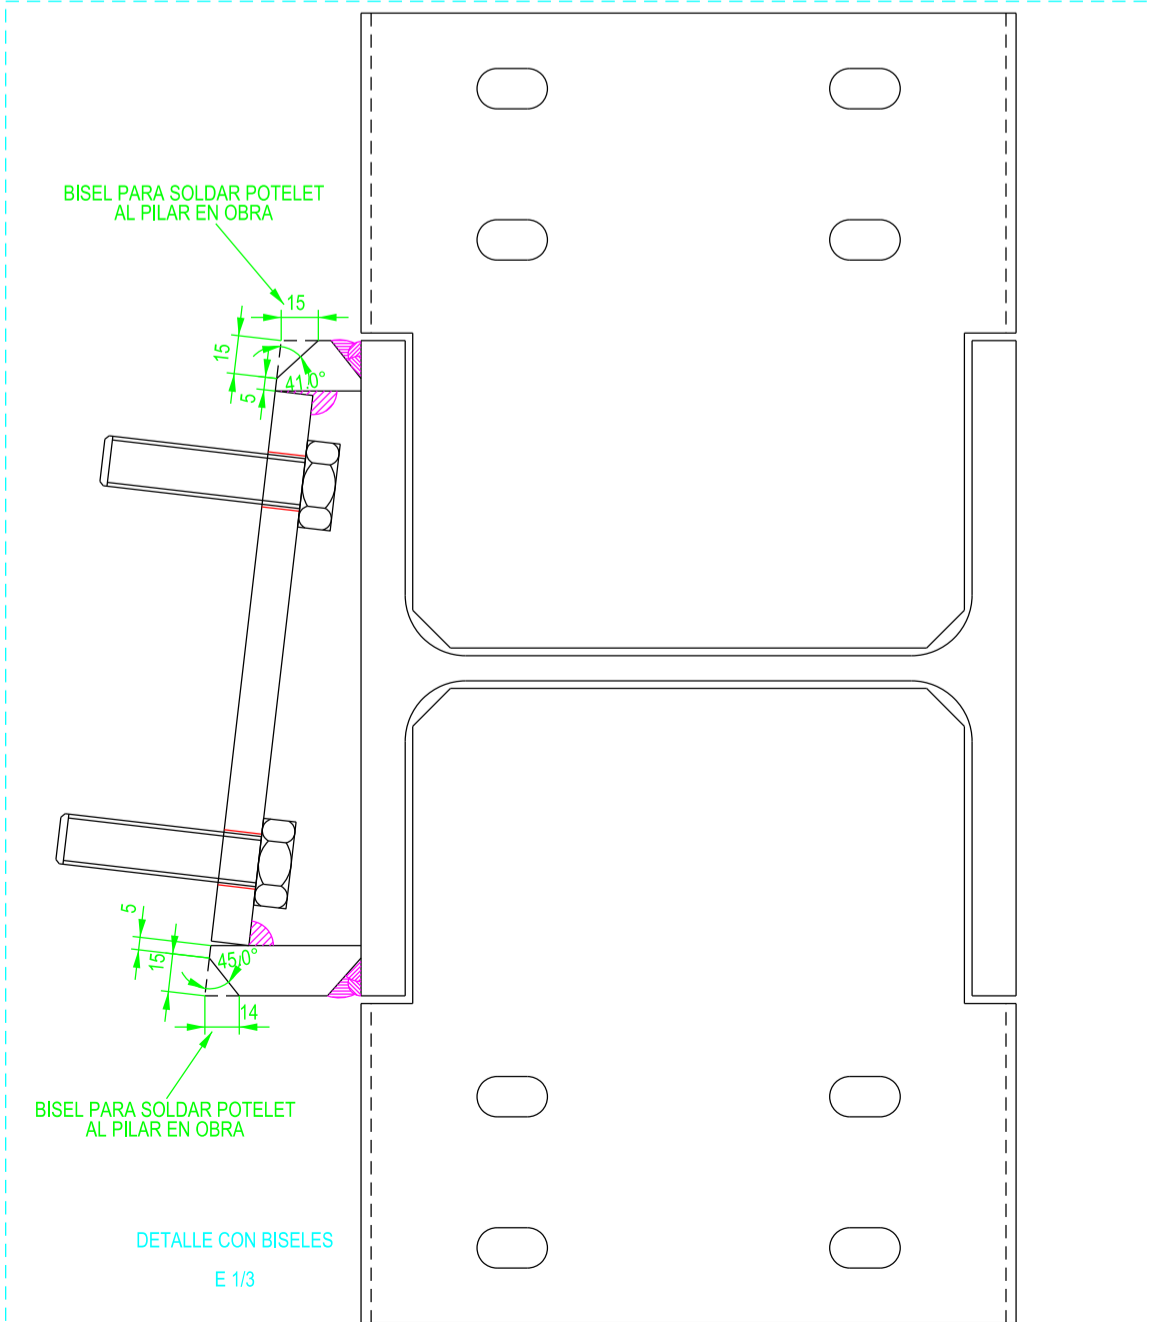 BISEL PARA SOLDAR POTELET
AL PILAR EN OBRA
15
15
41.0°
5
5
15
45.0°
14
BISEL PARA SOLDAR POTELET
AL PILAR EN OBRA
DETALLE CON BISELES
E 1/3